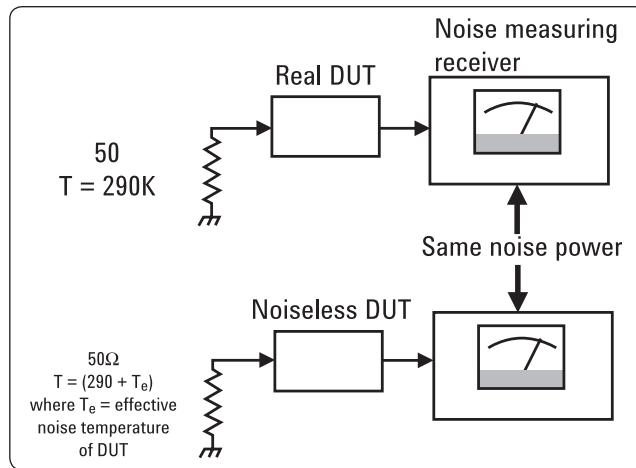 Noise measuring
receiver
Real DUT
50
T = 290K
Same noise power
Noiseless DUT
50Ω
T = (290 + Te)
where Te = effective
noise temperature
of DUT